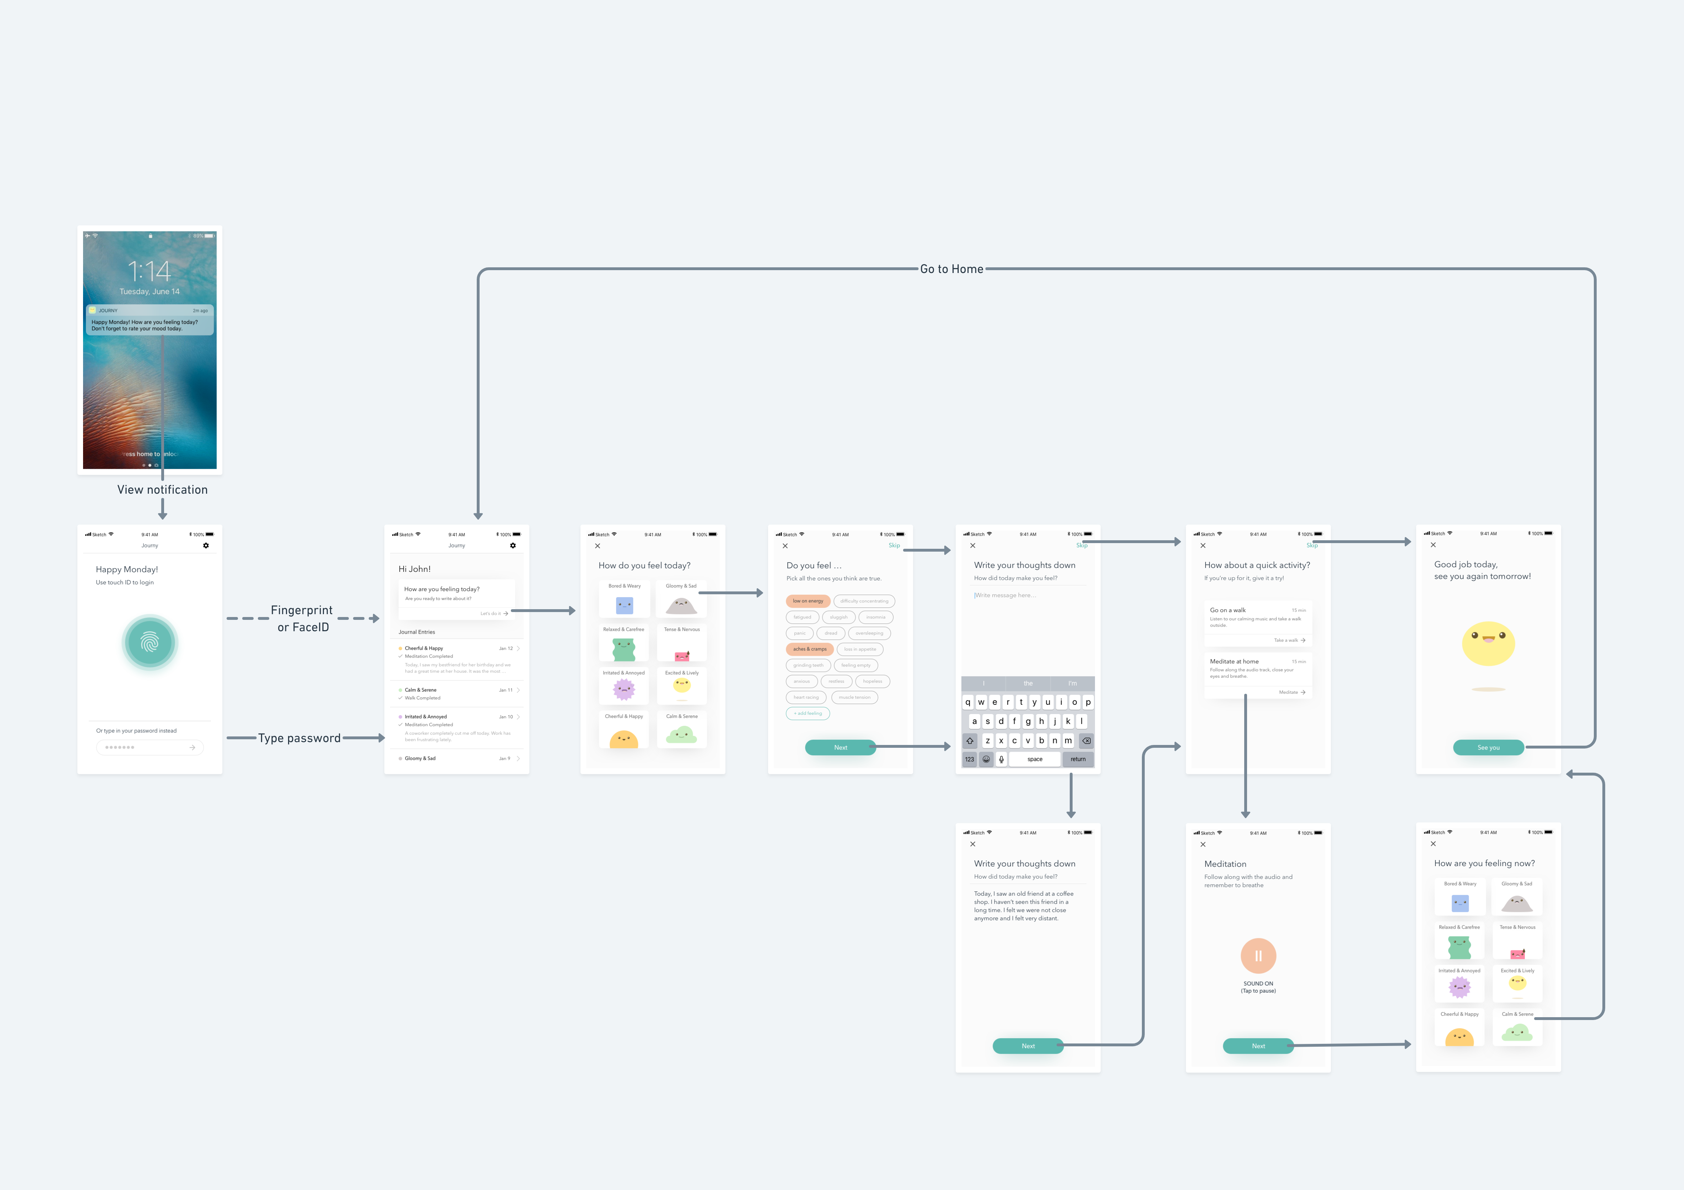 93%
1:14
Tuesday, June 14
JOURNY
2m ago
Happy Monday! How are you feeling today?
Don't forget to rate your mood today.
View notification
Go to Home
Sketch
9:41 AM
100%
Journy
Happy Monday!
Use touch ID to login
Or type in your password instead
Fingerprint
or FaceID
Type password
Sketch
9:41 AM
100%
Journy
Hi John!
How are you feeling today?
Are you ready to write about it?
Let's do it
Journal Entries
Cheerful & Happy
Jan 12
Meditation Completed
Today, I saw my bestfriend for her birthday and we
had a great time at her house. It was the most ...
Calm & Serene
Jan 11
Walk Completed
Irritated & Annoyed
Jan 10
Meditation Completed
A coworker completely cut me off today. Work has
been frustrating lately.
Gloomy & Sad
Jan 9
Sketch
9:41 AM
100%
How do you feel today?
Bored & Weary
Gloomy & Sad
Relaxed & Carefree
Tense & Nervous
Irritated & Annoyed
Excited & Lively
Cheerful & Happy
Calm & Serene
Sketch
9:41 AM
100%
Skip
Do you feel ...
Pick all the ones you think are true.
low on energy
difficulty concentrating
fatigued
sluggish
insomnia
panic
dread
overeating
aches & cramps
loss in appetite
grinding teeth
feeling empty
anxious
restless
hopeless
heart racing
muscle tension
+ add feeling
Next
Sketch
9:41 AM
100%
Skip
Write your thoughts down
How did today make you feel?
Write message here...
I
the
I'm
q w e r t y u i o p
a s d f g h j k l
z x c v b n m
123
space
return
Sketch
9:41 AM
100%
Skip
How about a quick activity?
If you're up for it, give it a try!
Go on a walk
15 min
Listen to our calming music and take a walk
outside.
Take a walk
Meditate at home
15 min
Follow along the audio track, close your
eyes and breathe.
Meditate
Sketch
9:41 AM
100%
Good job today,
see you again tomorrow!
See you
Sketch
9:41 AM
100%
Write your thoughts down
How did today make you feel?
Today, I saw an old friend at a coffee
shop. I haven't seen this friend in a
long time. I felt we were not close
anymore and I felt very distant.
Next
Sketch
9:41 AM
100%
Meditation
Follow along with the audio and
remember to breathe
SOUND ON
(Tap to pause)
Next
Sketch
9:41 AM
100%
How are you feeling now?
Bored & Weary
Gloomy & Sad
Relaxed & Carefree
Tense & Nervous
Irritated & Annoyed
Excited & Lively
Cheerful & Happy
Calm & Serene